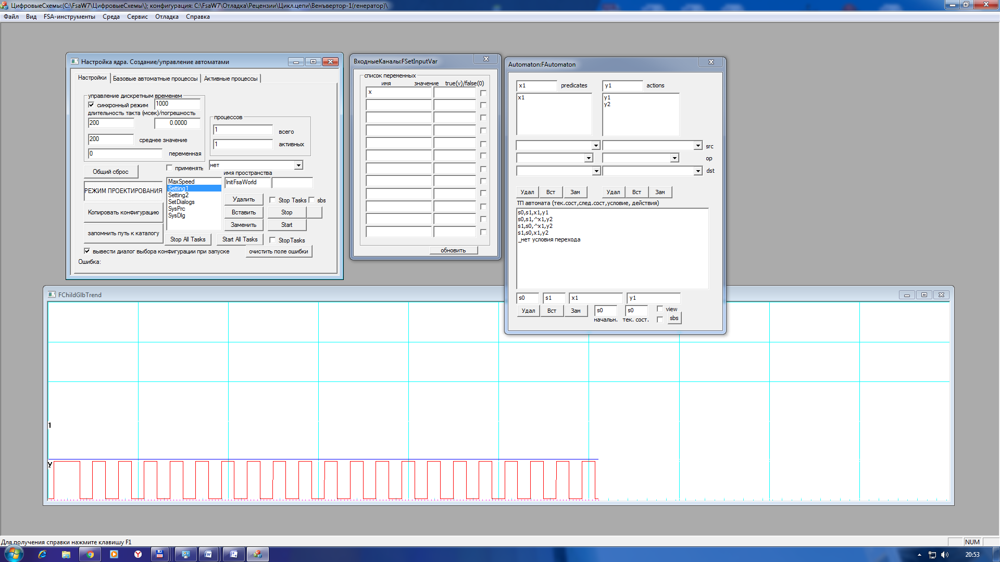 ЦифровыеСхемы:(C:\FsaW7\ЦифровыеСхемы\); конфигурация: C:\FsaW7\Отладка\Рецензии\Цикл.цепи\Венъвертор-1(генератор)\
Файл Вид FSA-инструменты Среда Сервис Отладка Справка
Настройка ядра. Создание/управление автоматами
Настройки Базовые автоматные процессы Активные процессы
управление дискретным временем
синхронный режим 1000
длительность такта (мсек)/погрешность
200 0.0000
200 среднее значение
0 переменная
процессов
1 всего
1 активных
Общий сброс
применять
нет
имя пространства
InitFsaWorld
РЕЖИМ ПРОЕКТИРОВАНИЯ
Копировать конфигурацию
запомнить путь к каталогу
MaxSpeed
Setting1
Setting2
SetDialogs
SysPrc
SysDlg
Удалить Stop Tasks sbs
Вставить Stop
Заменить Start
Stop All Tasks Start All Tasks StopTasks
вывести диалог выбора конфигурации при запуске очистить поле ошибки
Ошибка:
ВходныеКаналы:FSetInputVar
список переменных
имя значение true(v)/false(0)
x
обновить
Automaton:FAutomaton
x1 predicates y1 actions
x1
y1
y2
src
op
dst
Удал Вст Зам Удал Вст Зам
ТП автомата (тек.сост,след.сост,условие, действия)
s0,s1,x1,y1
s0,s1,^x1,y2
s1,s0,^x1,y2
s1,s0,x1,y2
_нет условия перехода
s0 s1 x1 y1
Удал Вст Зам s0 s0 view
начальн. тек. сост. sbs
FChildGlbTrend
1
y
Для получения справки нажмите клавишу F1
NUM
20:53